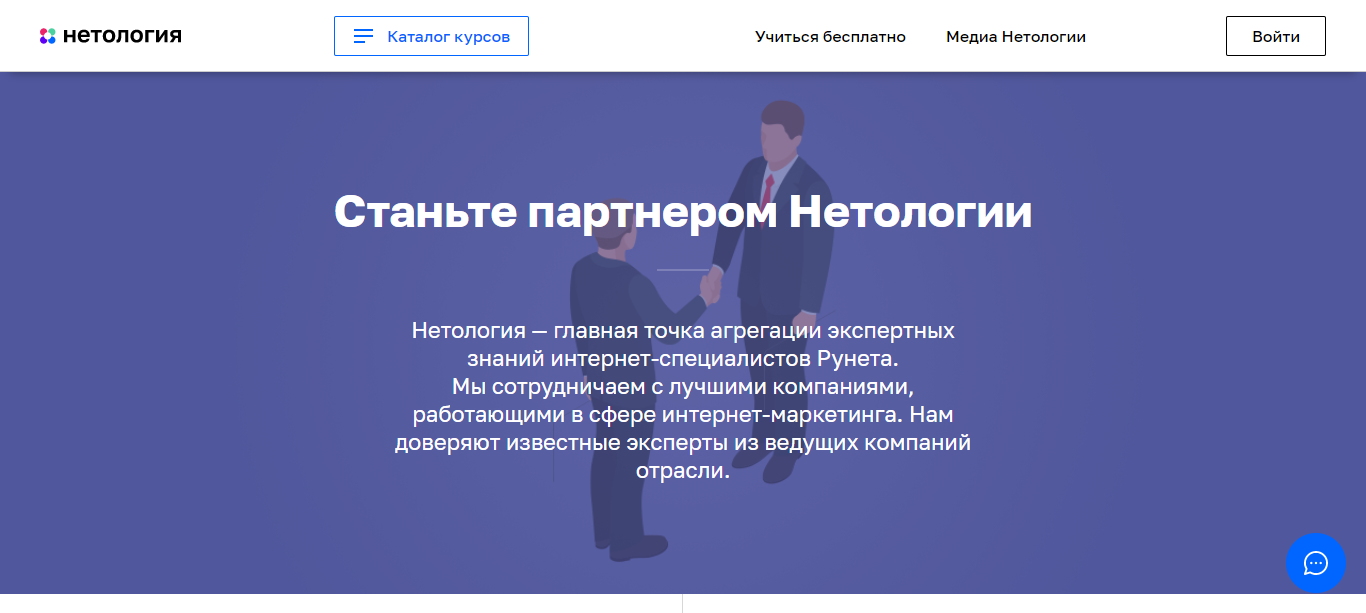 нетология
Каталог курсов
Учиться бесплатно
Медиа Нетологии
Войти
Станьте партнером Нетологии
Нетология — главная точка агрегации экспертных
знаний интернет-специалистов Рунета.
Мы сотрудничаем с лучшими компаниями,
работающими в сфере интернет-маркетинга. Нам
доверяют известные эксперты из ведущих компаний
отрасли.